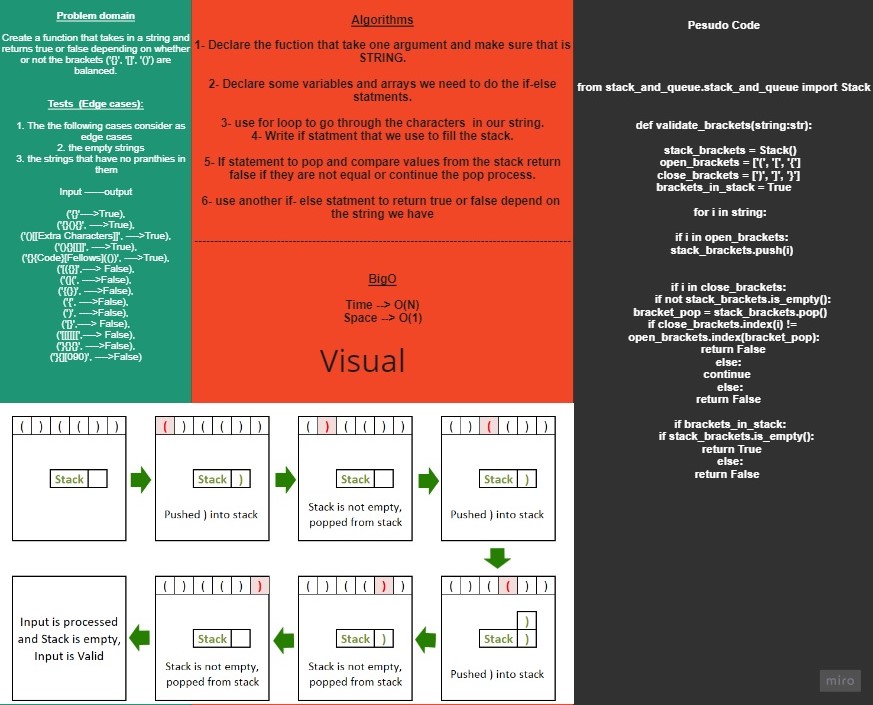 Problem domain
Create a function that takes in a string and
returns true or false depending on whether
or not the brackets ('{}', '[]', '()') are
balanced.
Tests (Edge cases):
1. The the following cases consider as
edge cases
2. the empty strings
3. the strings that have no pranthies in
them
Input ------output
('{}'---->True),
('{}(){}', ---->True),
('()[[Extra Characters]]', ---->True),
('(){}[[]]', ---->True),
('{}{Code}[Fellows](())', ---->True),
('[({}]',----> False),
('(](', ---->False),
('{(})', ---->False),
('{', ---->False),
(')', ---->False),
('[}',----> False),
Algorithms
1- Declare the fuction that take one argument and make sure that is
STRING.
2- Declare some variables and arrays we need to do the if-else
statments.
3- use for loop to go through the characters in our string.
4- Write if statment that we use to fill the stack.
5- If statement to pop and compare values from the stack return
false if they are not equal or continue the pop process.
6- use another if- else statment to return true or false depend on
the string we have
BigO
Time --> O(N)
Space --> O(1)
Visual
Pesudo Code
from stack_and_queue.stack_and_queue import Stack
def validate_brackets(string:str):
stack_brackets = Stack()
open_brackets = ['(', '[', '{']
close_brackets = [')', ']', '}']
brackets_in_stack = True
for i in string:
if i in open_brackets:
stack_brackets.push(i)
if i in close_brackets:
if not stack_brackets.is_empty():
bracket_pop = stack_brackets.pop()
if close_brackets.index(i) !=
open_brackets.index(bracket_pop):
return False
else:
continue
else:
return False
if brackets_in_stack:
if stack_brackets.is_empty():
return True
else:
return False
( ) ( ( ) )
Stack
( ) ( ( ) )
Stack )
Pushed ) into stack
( ) ( ( ) )
Stack
Stack is not empty,
popped from stack
( ) ( ( ) )
Stack )
Pushed ) into stack
Input is processed
and Stack is empty,
Input is Valid
( ) ( ( ) )
Stack
Stack is not empty,
popped from stack
( ) ( ( ) )
Stack )
Stack is not empty,
popped from stack
( ) ( ( ) )
)
Stack )
Pushed ) into stack
miro